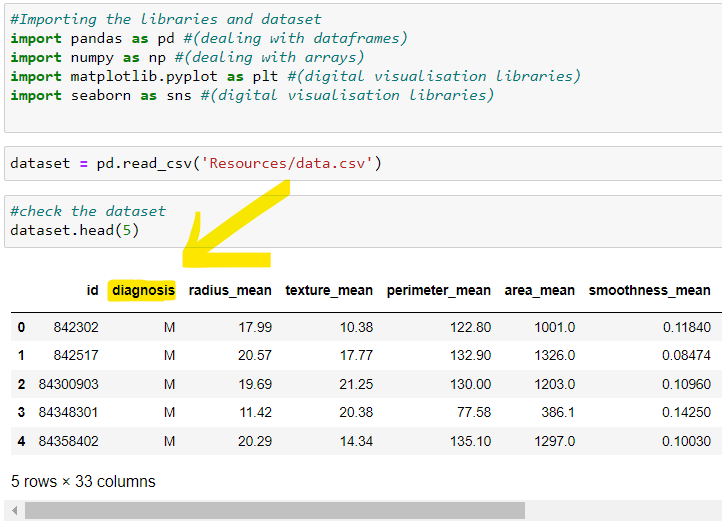 #Importing the libraries and dataset
import pandas as pd #(dealing with dataframes)
import numpy as np #(dealing with arrays)
import matplotlib.pyplot as plt #(digital visualisation libraries)
import seaborn as sns #(digital visualisation libraries)
dataset = pd.read_csv('Resources/data.csv')
#check the dataset
dataset.head(5)
id diagnosis radius_mean texture_mean perimeter_mean area_mean smoothness_mean
0 842302 M 17.99 10.38 122.80 1001.0 0.11840
1 842517 M 20.57 17.77 132.90 1326.0 0.08474
2 84300903 M 19.69 21.25 130.00 1203.0 0.10960
3 84348301 M 11.42 20.38 77.58 386.1 0.14250
4 84358402 M 20.29 14.34 135.10 1297.0 0.10030
5 rows × 33 columns